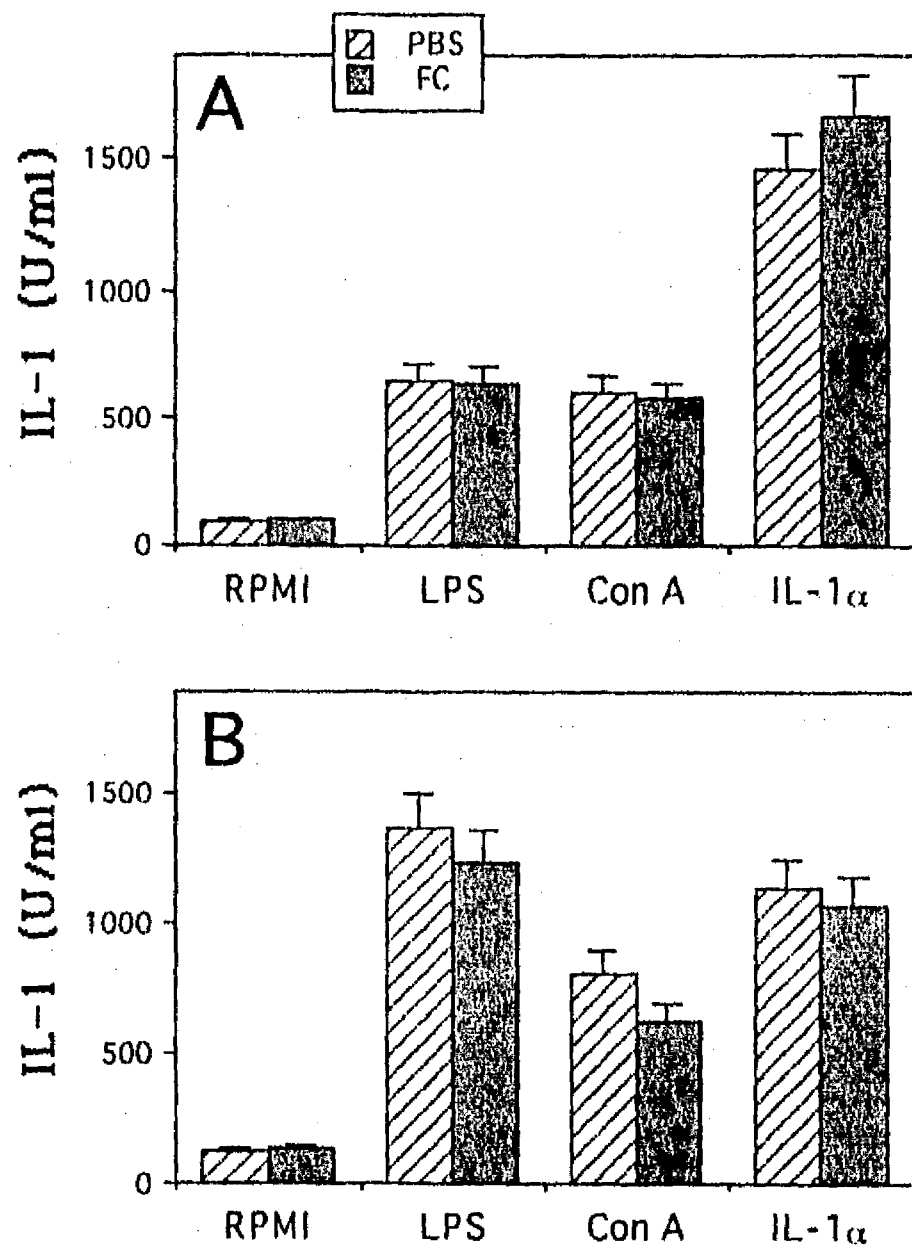 PBS
FC
A
IL-1 (U/ml)
1500
1000
500
0
RPMI LPS Con A IL-1α
B
IL-1 (U/ml)
1500
1000
500
0
RPMI LPS Con A IL-1α